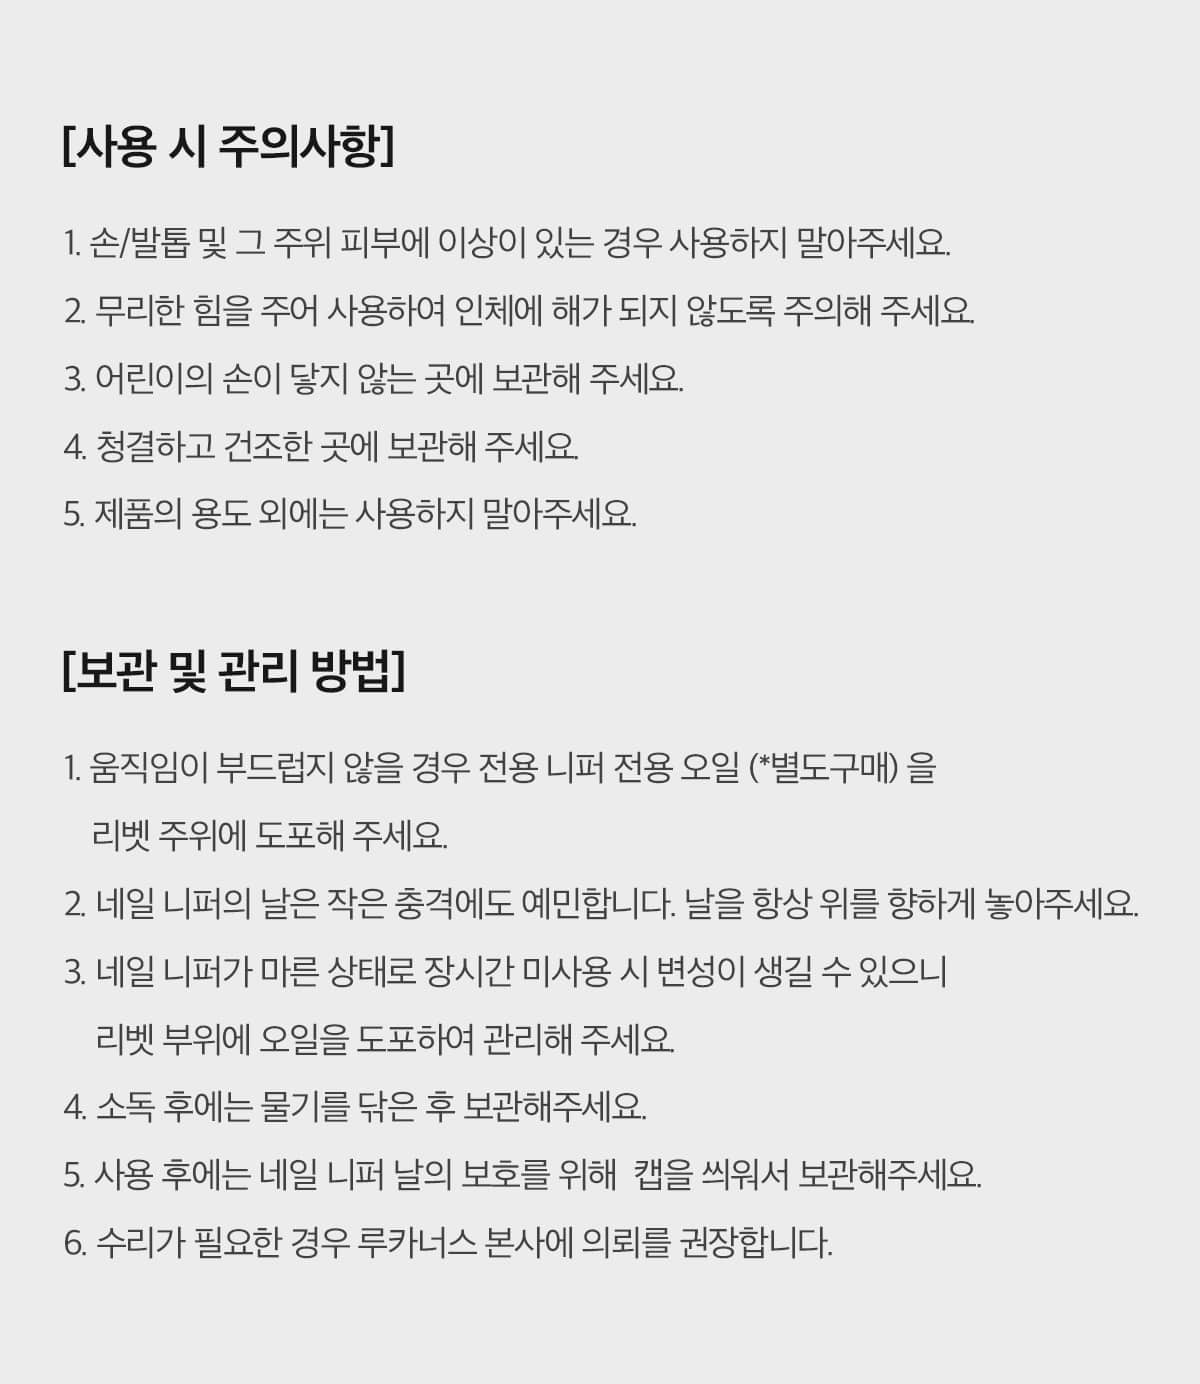 [사용 시 주의사항]
1. 손/발톱 및 그 주위 피부에 이상이 있는 경우 사용하지 말아주세요.
2. 무리한 힘을 주어 사용하여 인체에 해가 되지 않도록 주의해 주세요.
3. 어린이의 손이 닿지 않는 곳에 보관해 주세요.
4. 청결하고 건조한 곳에 보관해 주세요.
5. 제품의 용도 외에는 사용하지 말아주세요.
[보관 및 관리 방법]
1. 움직임이 부드럽지 않을 경우 전용 니퍼 전용 오일 (*별도구매) 을
리벳 주위에 도포해 주세요.
2. 네일 니퍼의 날은 작은 충격에도 예민합니다. 날을 항상 위를 향하게 놓아주세요.
3. 네일 니퍼가 마른 상태로 장시간 미사용 시 변성이 생길 수 있으니
리벳 부위에 오일을 도포하여 관리해 주세요.
4. 소독 후에는 물기를 닦은 후 보관해주세요.
5. 사용 후에는 네일 니퍼 날의 보호를 위해 캡을 씌워서 보관해주세요.
6. 수리가 필요한 경우 루카너스 본사에 의뢰를 권장합니다.